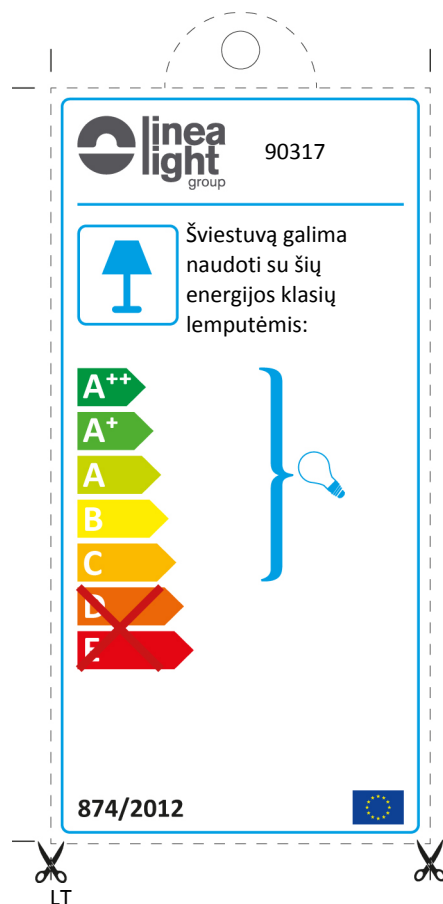 linea
light
group
90317
Šviestuvą galima
naudoti su šių
energijos klasių
lemputėmis:
A++
A+
A
B
C
D
E
874/2012
LT